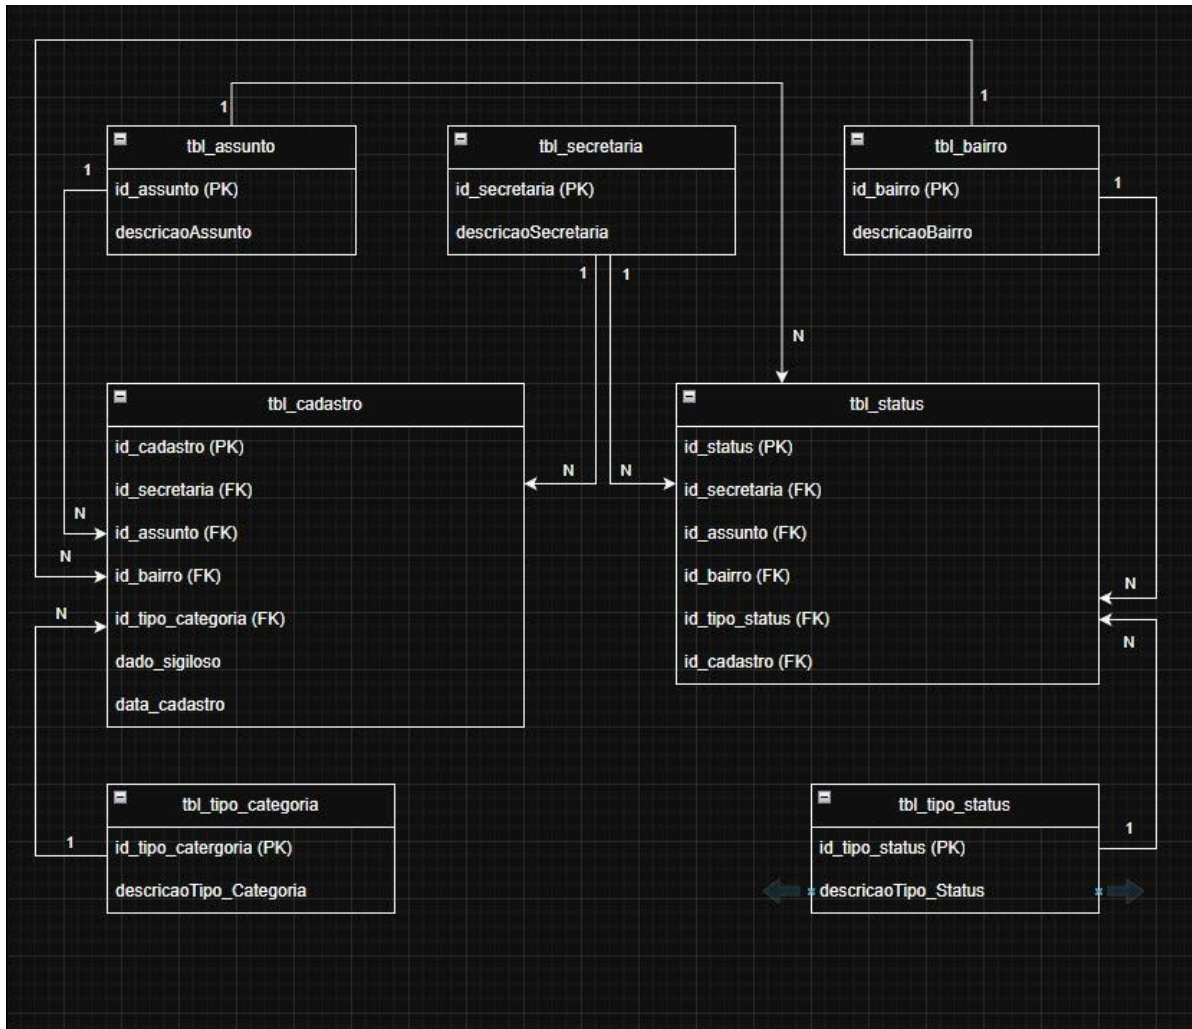 1
1
1
tbl_assunto
id_assunto (PK)
descricaoAssunto
tbl_secretaria
id_secretaria (PK)
descricaoSecretaria
1
1
tbl_bairro
id_bairro (PK)
descricaoBairro
1
N
tbl_cadastro
id_cadastro (PK)
id_secretaria (FK)
id_assunto (FK)
id_bairro (FK)
id_tipo_categoria (FK)
dado_sigiloso
data_cadastro
N
N
N
N
N
tbl_status
id_status (PK)
id_secretaria (FK)
id_assunto (FK)
id_bairro (FK)
id_tipo_status (FK)
id_cadastro (FK)
N
N
tbl_tipo_categoria
id_tipo_catergoria (PK)
descricaoTipo_Categoria
1
tbl_tipo_status
id_tipo_status (PK)
descricaoTipo_Status
1